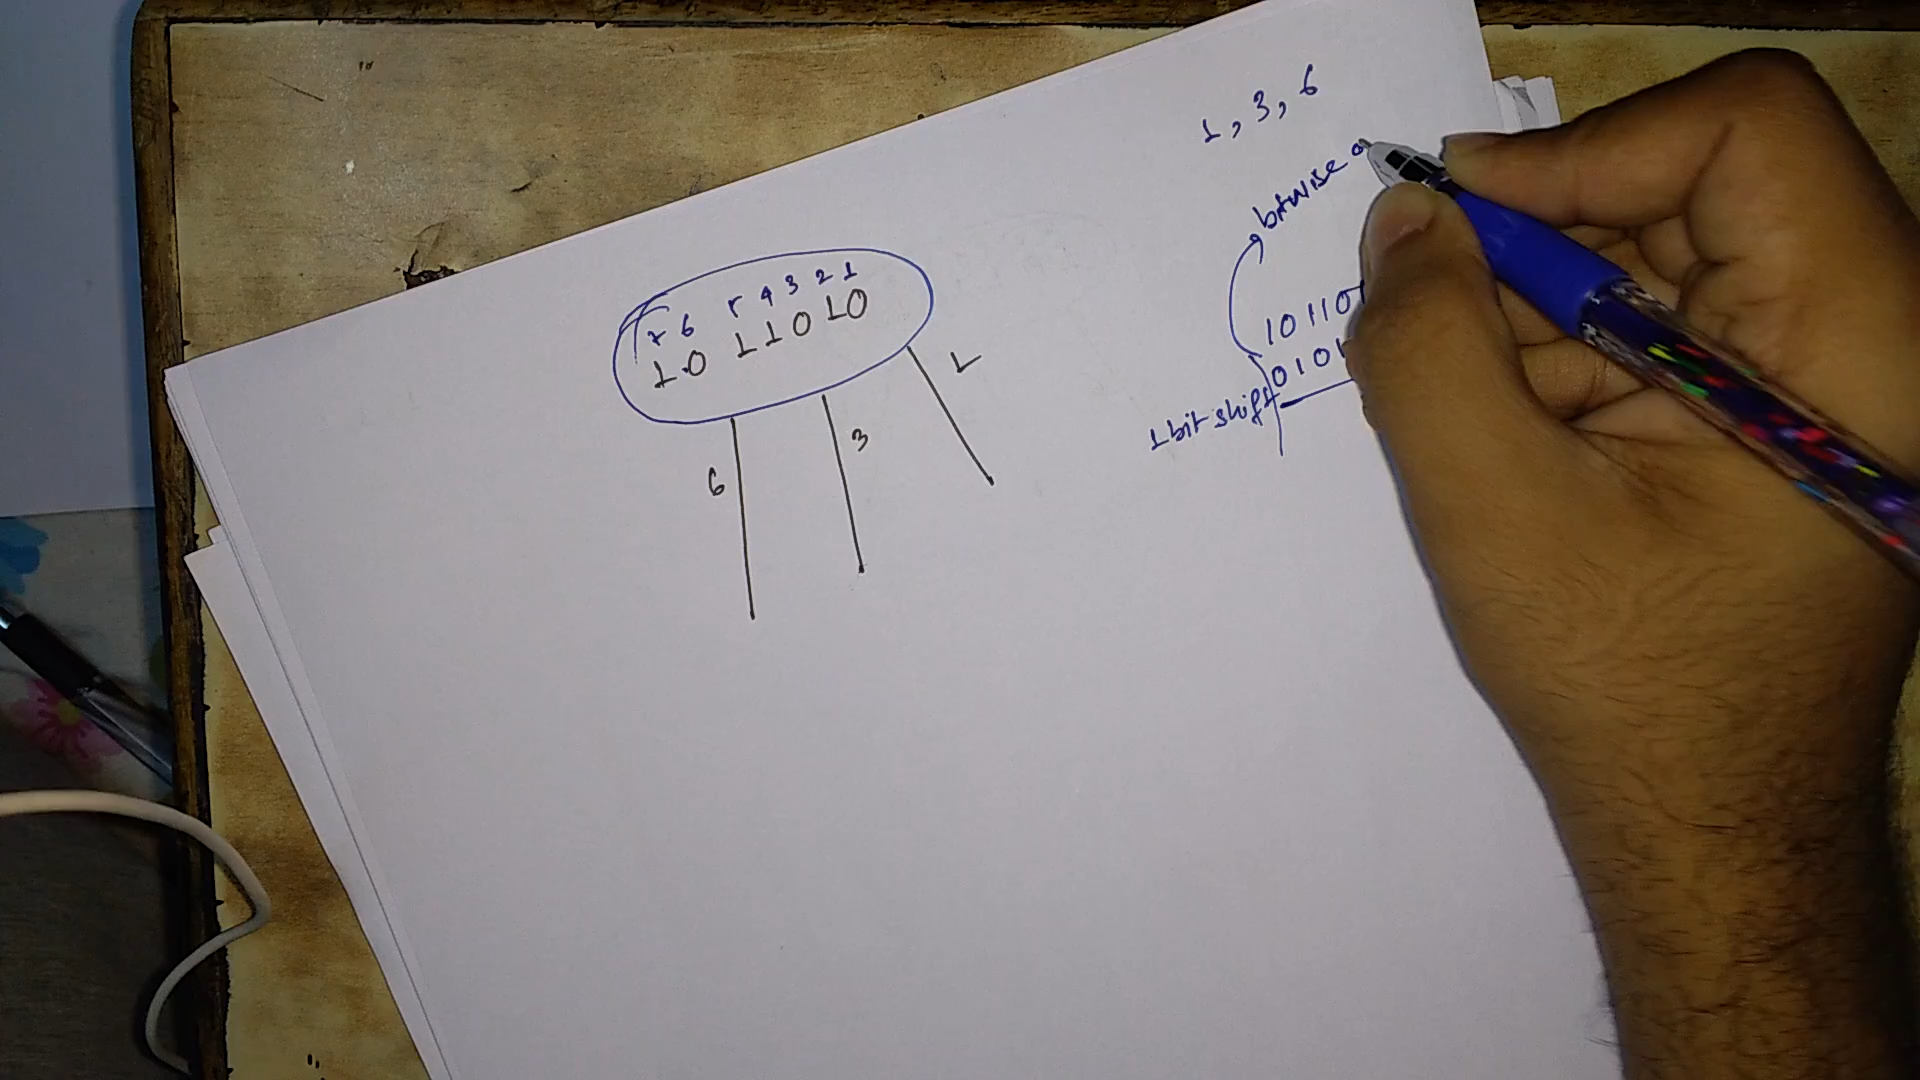 1, 3, 6
bitwise
7 6 5 4 3 2 1
1 0 1 1 0 1 0
10110
010
1 bit shift
6 3 1